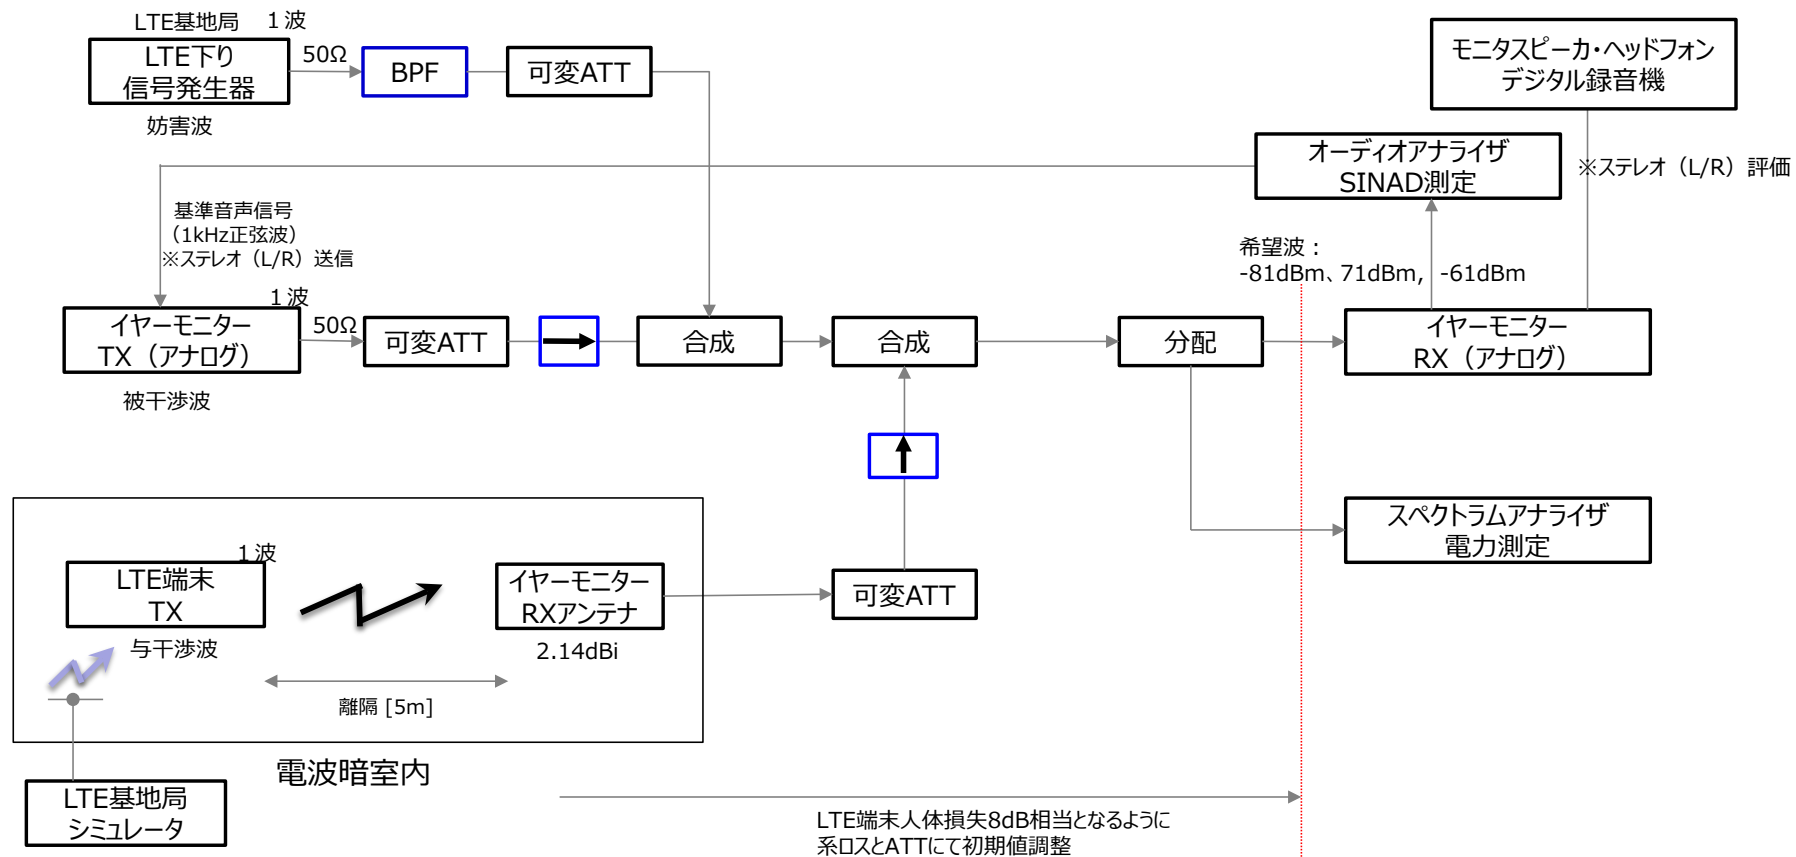 LTE基地局　１波
LTE下り
信号発生器
50Ω
BPF
可変ATT
妨害波
モニタスピーカ・ヘッドフォン
デジタル録音機
オーディオアナライザ
SINAD測定
※ステレオ（L/R）評価
基準音声信号
（1kHz正弦波）
※ステレオ（L/R）送信
希望波：
-81dBm、71dBm, -61dBm
１波
イヤーモニター
TX（アナログ）
50Ω
可変ATT
合成
合成
分配
イヤーモニター
RX（アナログ）
被干渉波
スペクトラムアナライザ
電力測定
１波
LTE端末
TX
イヤーモニター
RXアンテナ
可変ATT
与干渉波
2.14dBi
離隔 [5m]
電波暗室内
LTE基地局
シミュレータ
LTE端末人体損失8dB相当となるように
系ロスとATTにて初期値調整